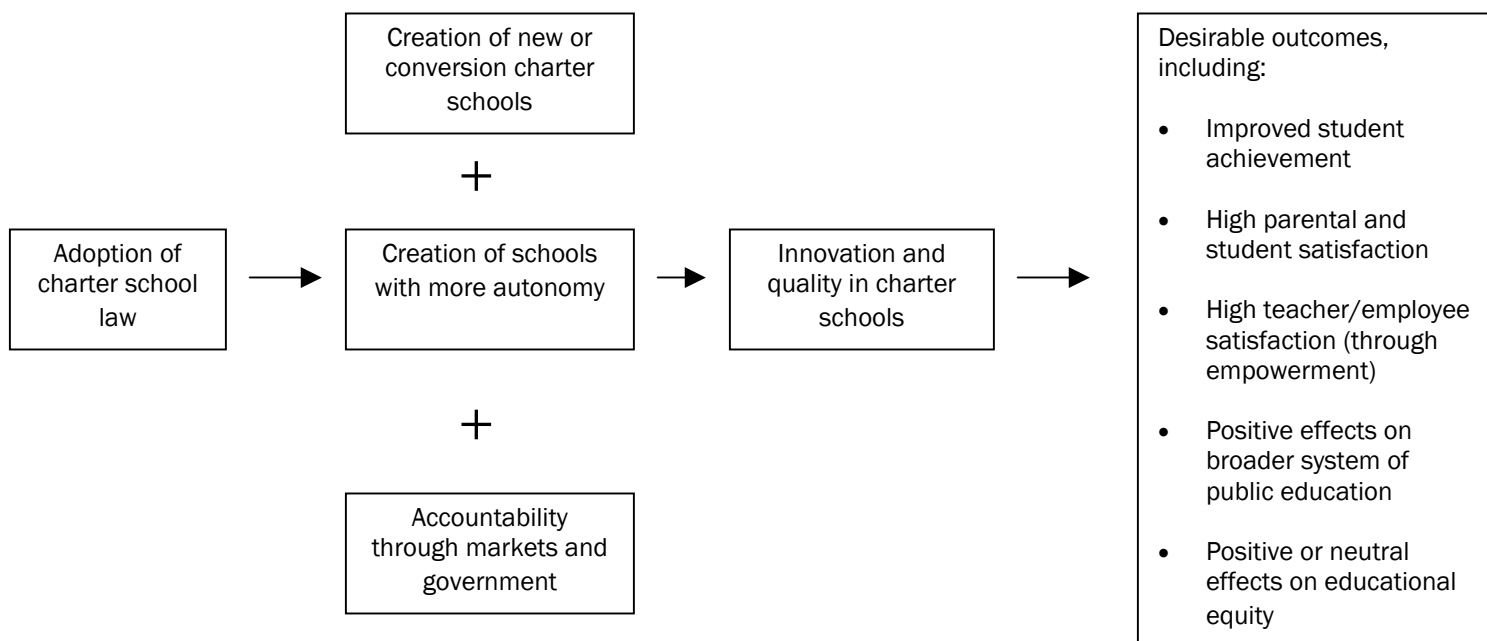 Creation of new or
conversion charter
schools
+
Adoption of
charter school
law
Creation of schools
with more autonomy
Innovation and
quality in charter
schools
+
Accountability
through markets and
government
Desirable outcomes,
including:
• Improved student
achievement
• High parental and
student satisfaction
• High teacher/employee
satisfaction (through
empowerment)
• Positive effects on
broader system of
public education
• Positive or neutral
effects on educational
equity